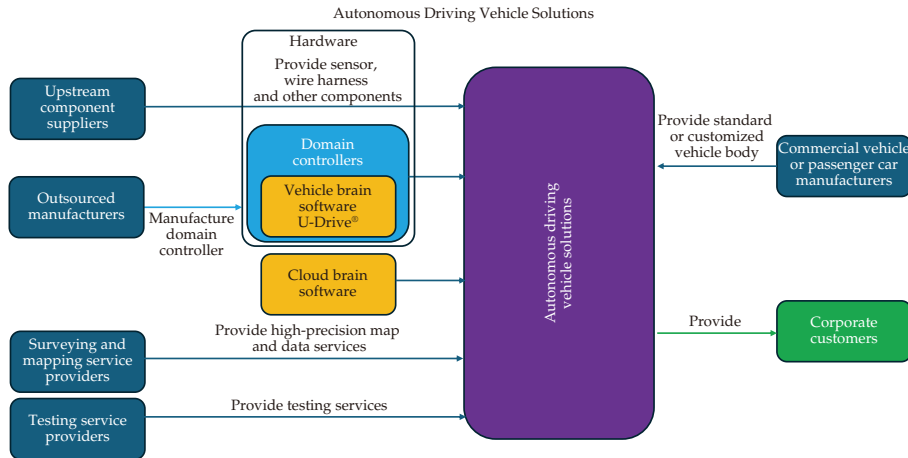 Autonomous Driving Vehicle Solutions
Hardware
Provide sensor,
wire harness
and other components
Upstream
component
suppliers
Domain
controllers
Vehicle brain
software
U-Drive®
Outsourced
manufacturers
Manufacture
domain
controller
Cloud brain
software
Surveying and
mapping service
providers
Provide high-precision map
and data services
Testing service
providers
Provide testing services
Autonomous driving
vehicle solutions
Provide standard
or customized
vehicle body
Commercial vehicle
or passenger car
manufacturers
Provide
Corporate
customers